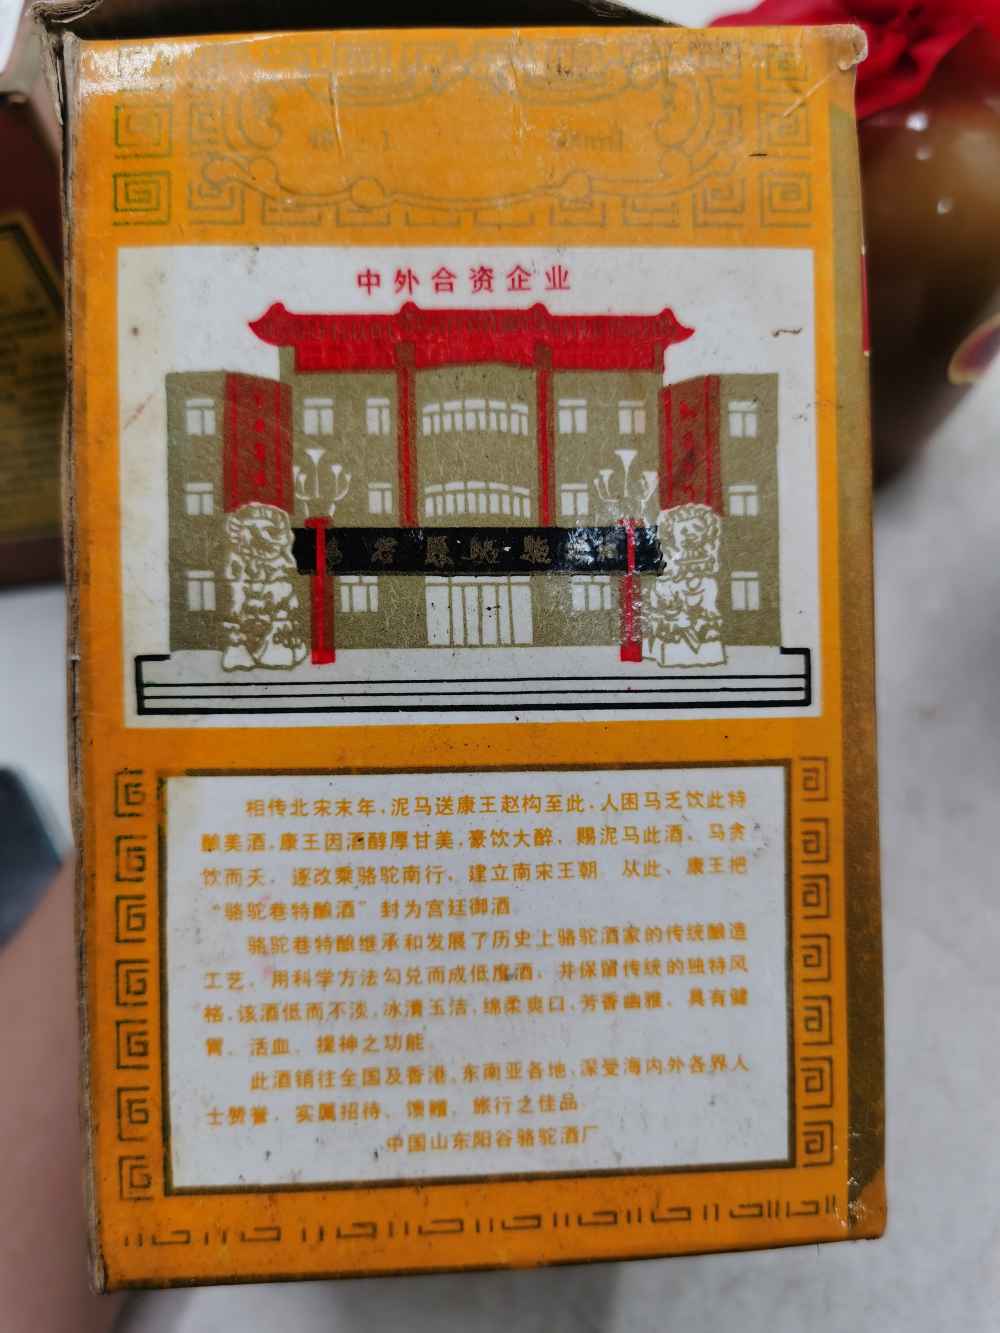 中外合资企业
相传北宋末年,泥马送康王赵构至此,人困马乏饮此特
酿美酒,康王因酒醇厚甘美,豪饮大醉,赐泥马此酒、马贪
饮而夭,逐改乘骆驼南行,建立南宋王朝 从此、康王把
“骆驼巷特酿酒”封为宫廷御酒
骆驼巷特酿继承和发展了历史上骆驼酒家的传统酿造
工艺,用科学方法勾兑而成低度酒,并保留传统的独特风
格,该酒低而不淡,冰清玉洁,绵柔爽口,芳香幽雅、具有健
胃、活血、提神之功能
此酒销往全国及香港、东南亚各地,深受海内外各界人
士赞誉,实属招待、馈赠、旅行之佳品
中国山东阳谷骆驼酒厂